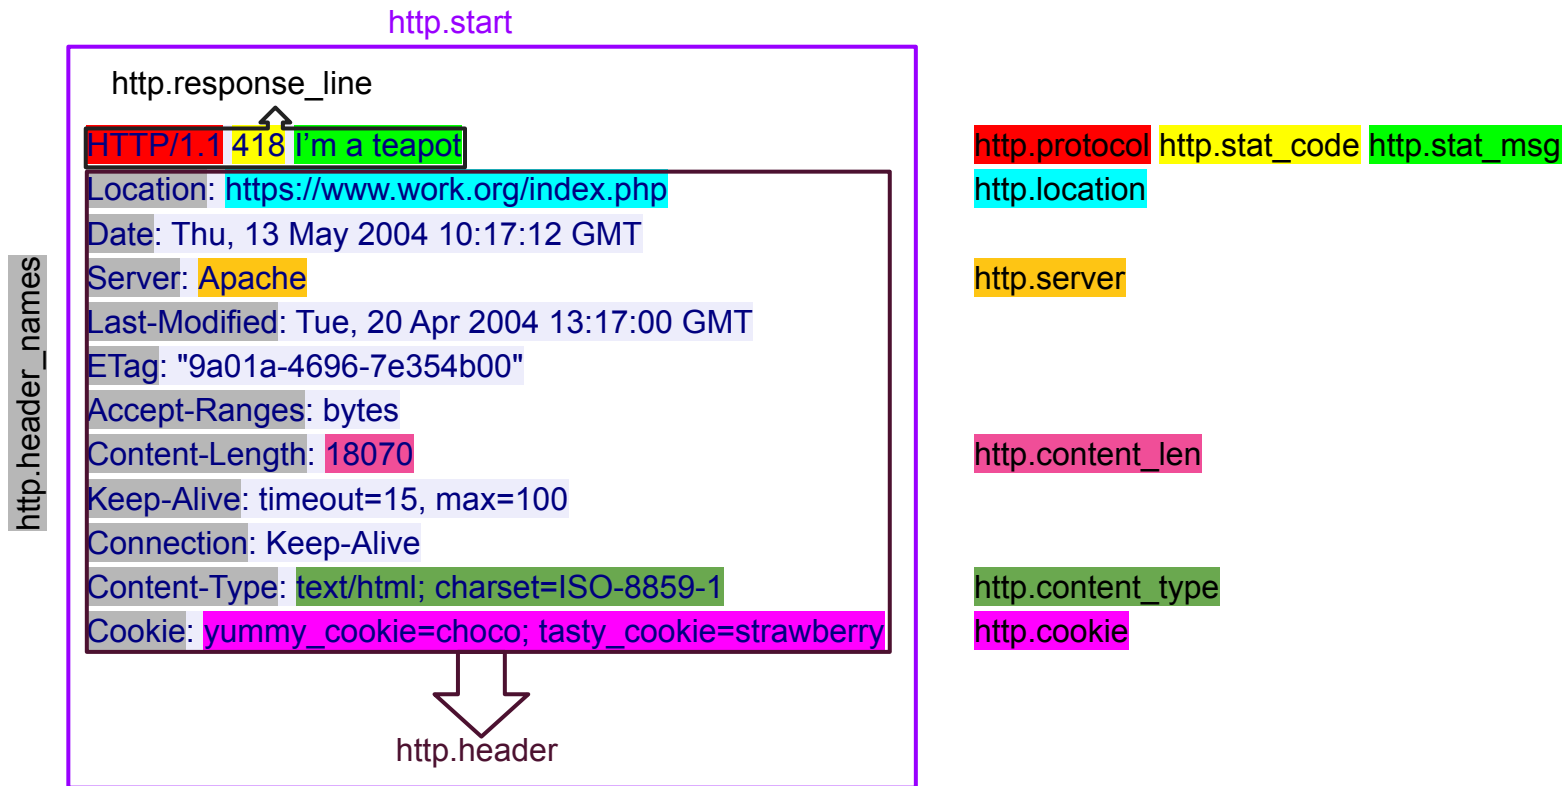 http.start
http.response_line
HTTP/1.1 418 I’m a teapot http.protocol http.stat_code http.stat_msg
Location: https://www.work.org/index.php http.location
Date: Thu, 13 May 2004 10:17:12 GMT
Server: Apache http.server
Last-Modified: Tue, 20 Apr 2004 13:17:00 GMT
ETag: "9a01a-4696-7e354b00"
Accept-Ranges: bytes
Content-Length: 18070 http.content_len
Keep-Alive: timeout=15, max=100
Connection: Keep-Alive
Content-Type: text/html; charset=ISO-8859-1 http.content_type
Cookie: yummy_cookie=choco; tasty_cookie=strawberry http.cookie
http.header
http.header_names